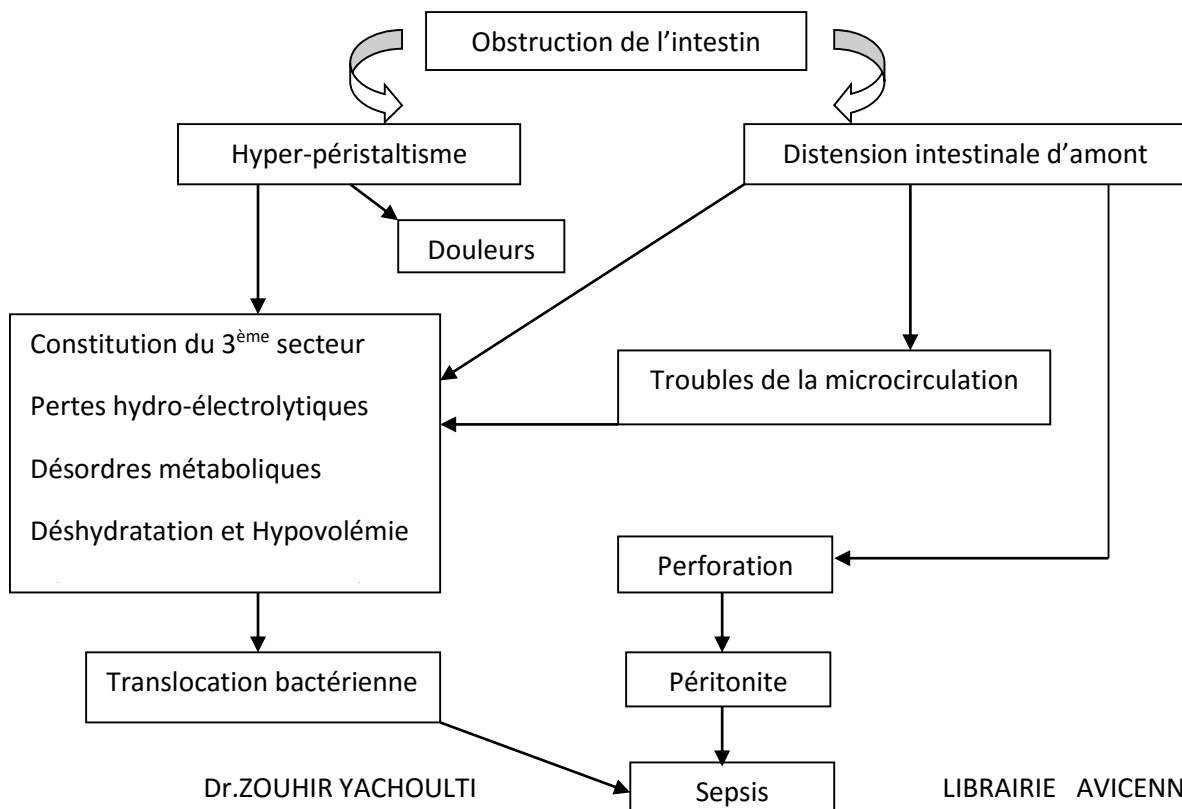 Obstruction de l’intestin
Hyper-péristaltisme
Distension intestinale d’amont
Douleurs
Constitution du 3ème secteur
Troubles de la microcirculation
Pertes hydro-électrolytiques
Désordres métaboliques
Déshydratation et Hypovolémie
Perforation
Translocation bactérienne
Péritonite
Dr.ZOUHIR YACHOULTI
Sepsis
LIBRAIRIE AVICENN